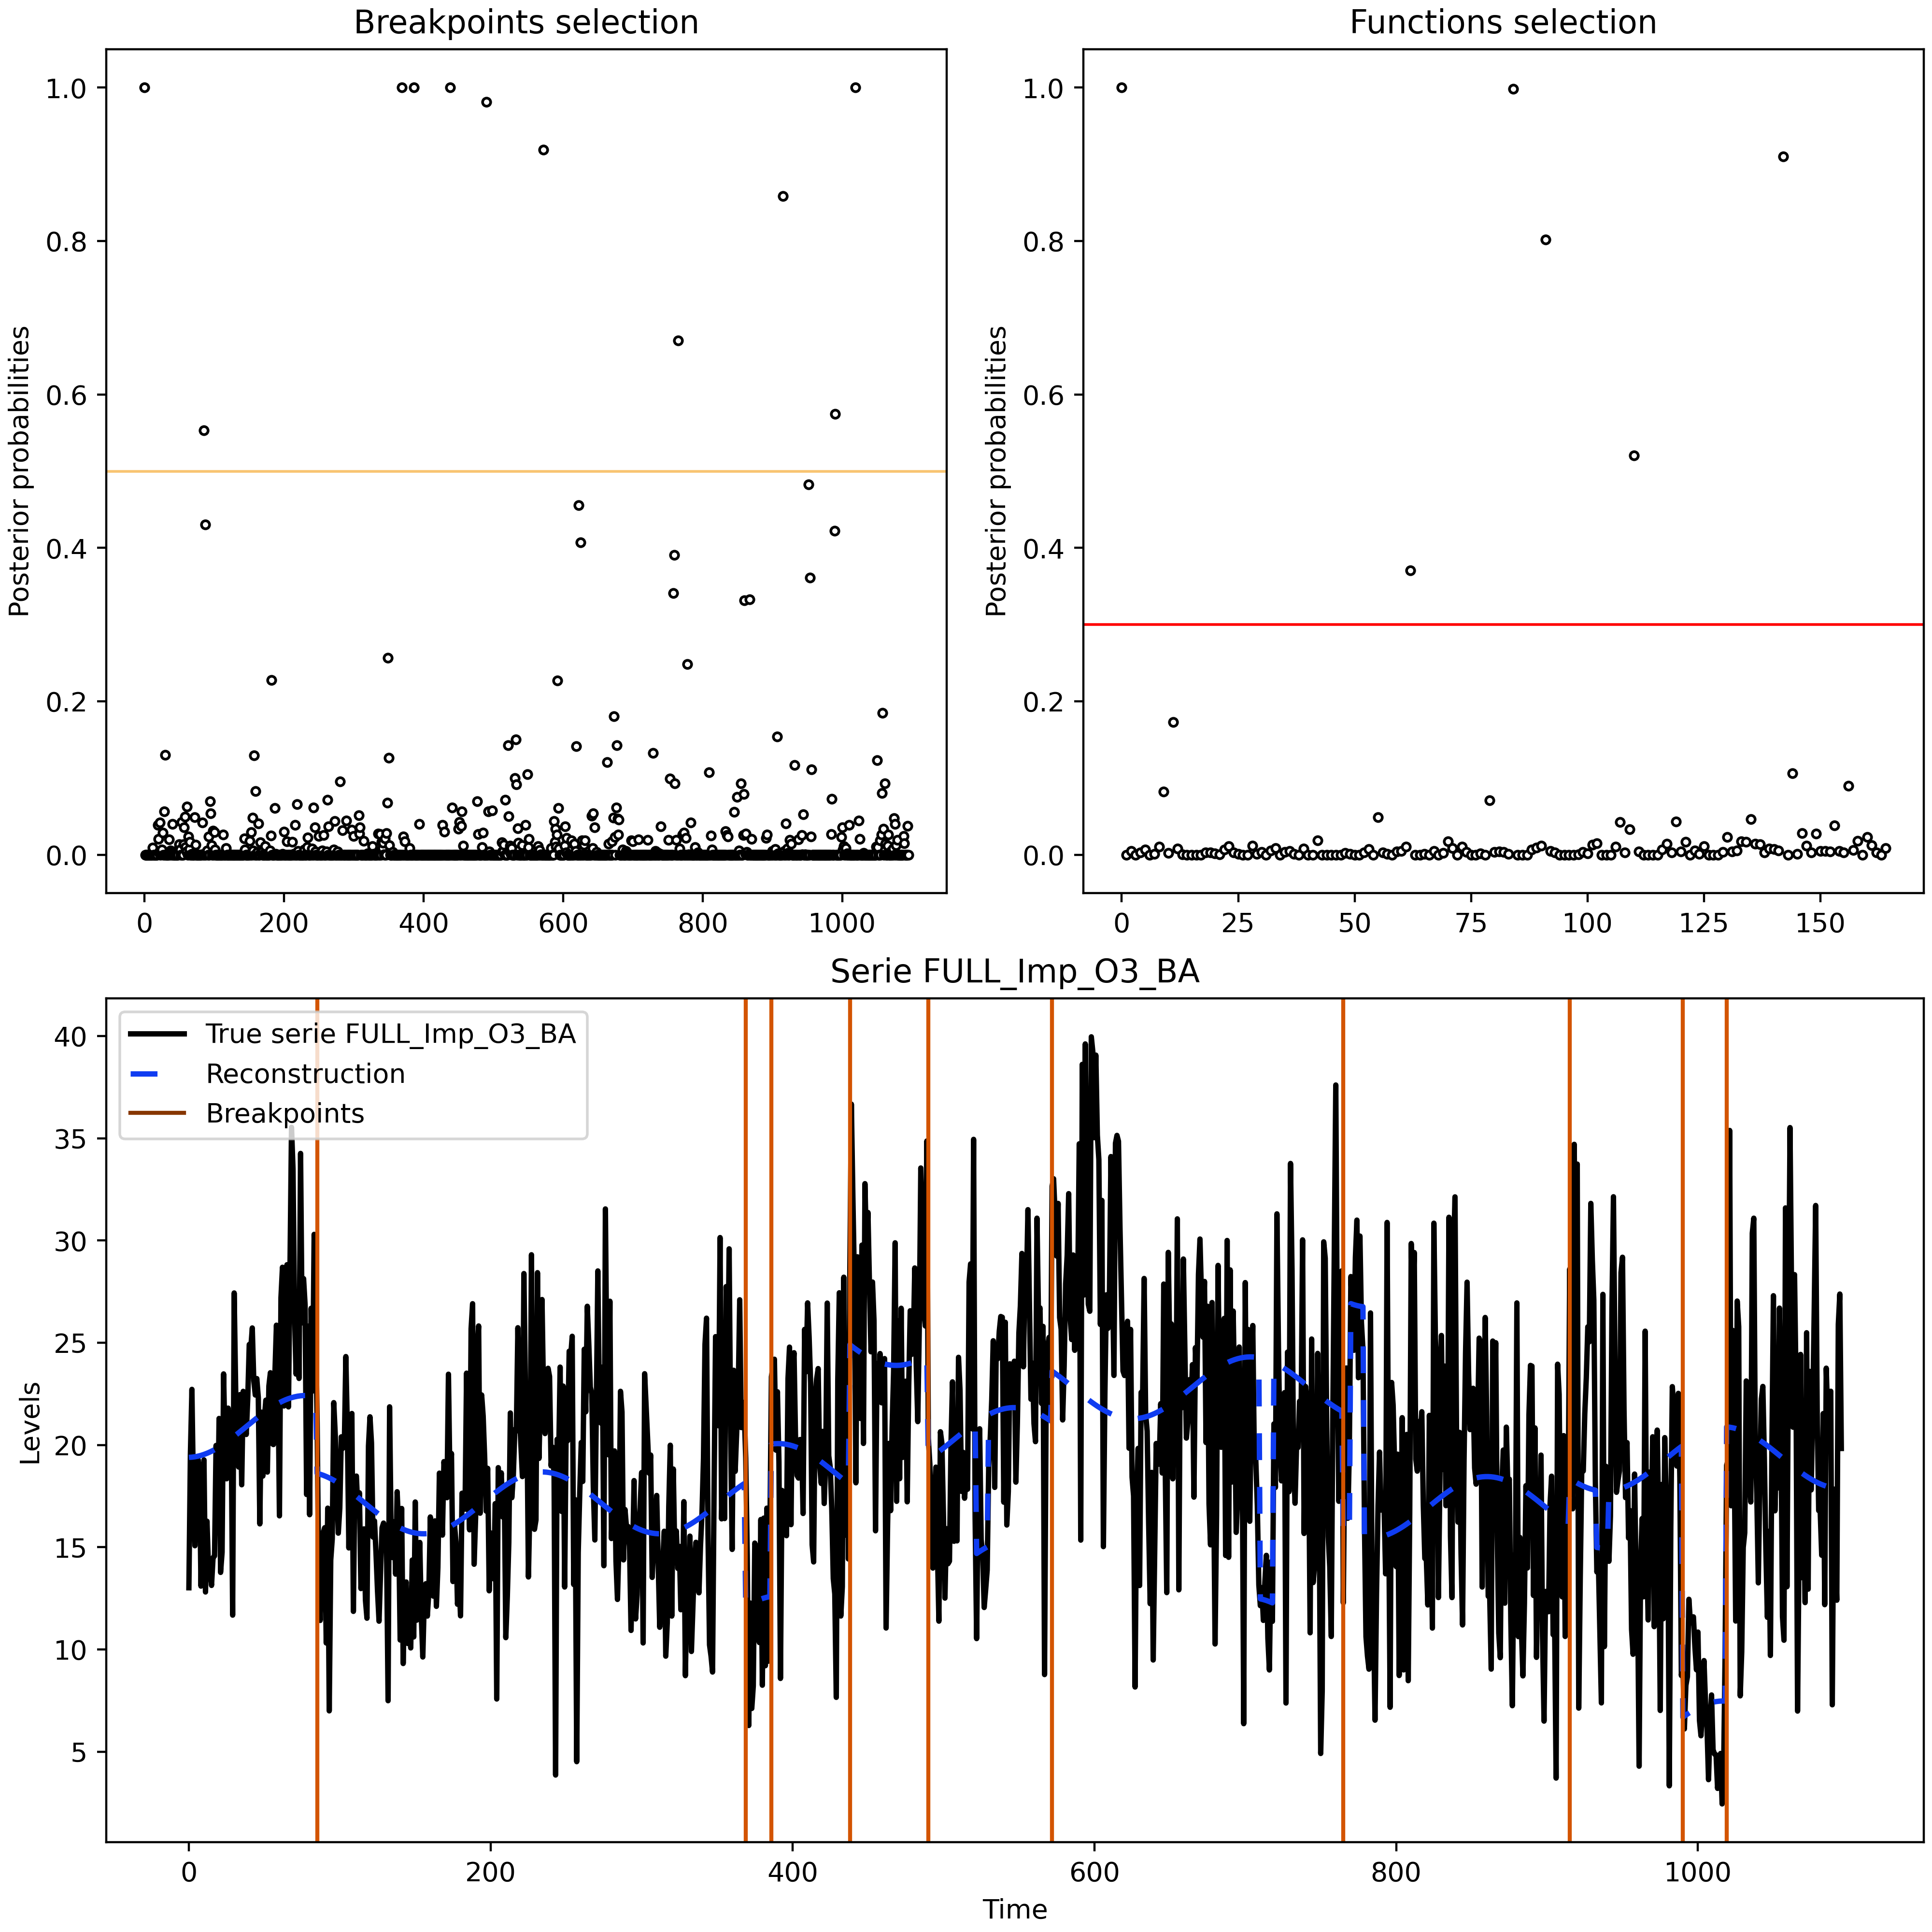 Breakpoints selection
Posterior probabilities
1.0
0.8
0.6
0.4
0.2
0.0
0 200 400 600 800 1000
Functions selection
Posterior probabilities
1.0
0.8
0.6
0.4
0.2
0.0
0 25 50 75 100 125 150
Serie FULL_Imp_O3_BA
Levels
40
35
30
25
20
15
10
5
True serie FULL_Imp_O3_BA
Reconstruction
Breakpoints
0 200 400 600 800 1000
Time